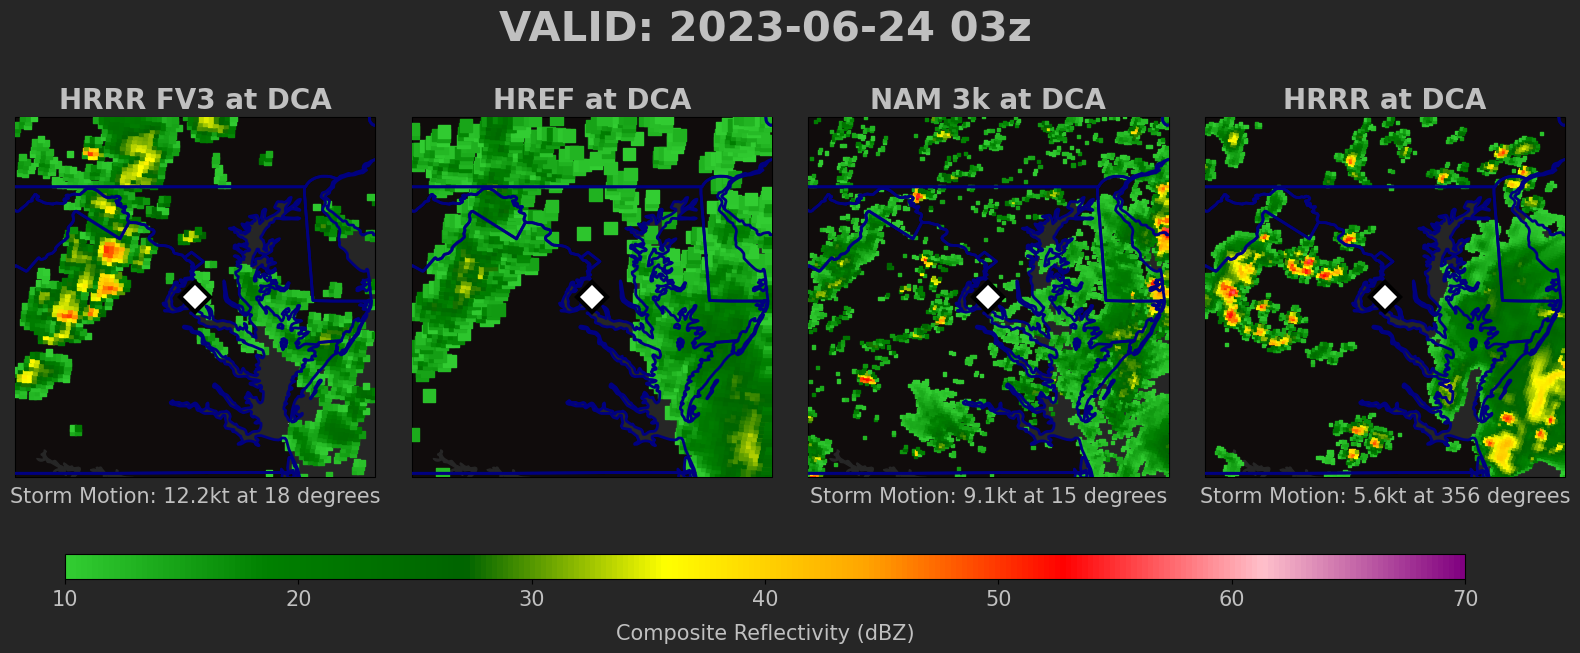 VALID: 2023-06-24 03z
HRRR FV3 at DCA
HREF at DCA
NAM 3k at DCA
HRRR at DCA
Storm Motion: 12.2kt at 18 degrees
Storm Motion: 9.1kt at 15 degrees
Storm Motion: 5.6kt at 356 degrees
10 20 30 40 50 60 70
Composite Reflectivity (dBZ)